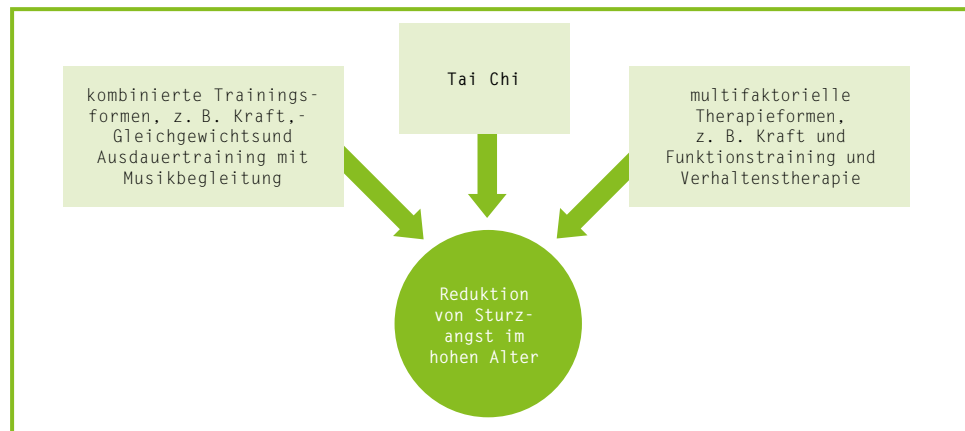 kombinierte Trainings-
formen, z. B. Kraft,-
Gleichgewichtsund
Ausdauertraining mit
Musikbegleitung
Tai Chi
multifaktorielle
Therapieformen,
z. B. Kraft und
Funktionstraining und
Verhaltenstherapie
Reduktion
von Sturz-
angst im
hohen Alter